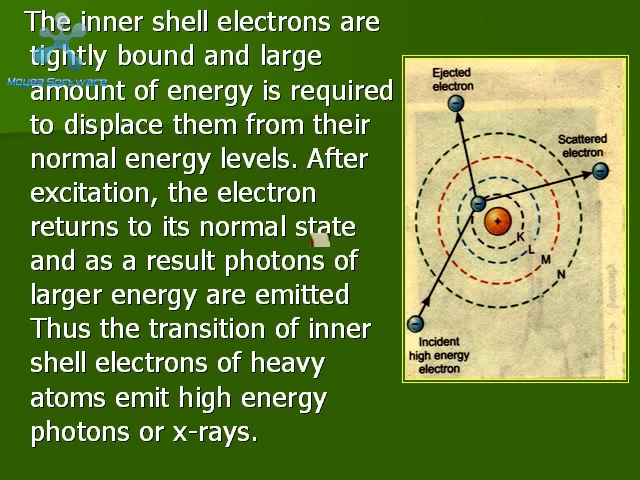 The inner shell electrons are
tightly bound and large
amount of energy is required
to displace them from their
normal energy levels. After
excitation, the electron
returns to its normal state
and as a result photons of
larger energy are emitted
Thus the transition of inner
shell electrons of heavy
atoms emit high energy
photons or x-rays.
Movea Software
Ejected
electron
Scattered
electron
+
K
L
M
N
Incident
high energy
electron